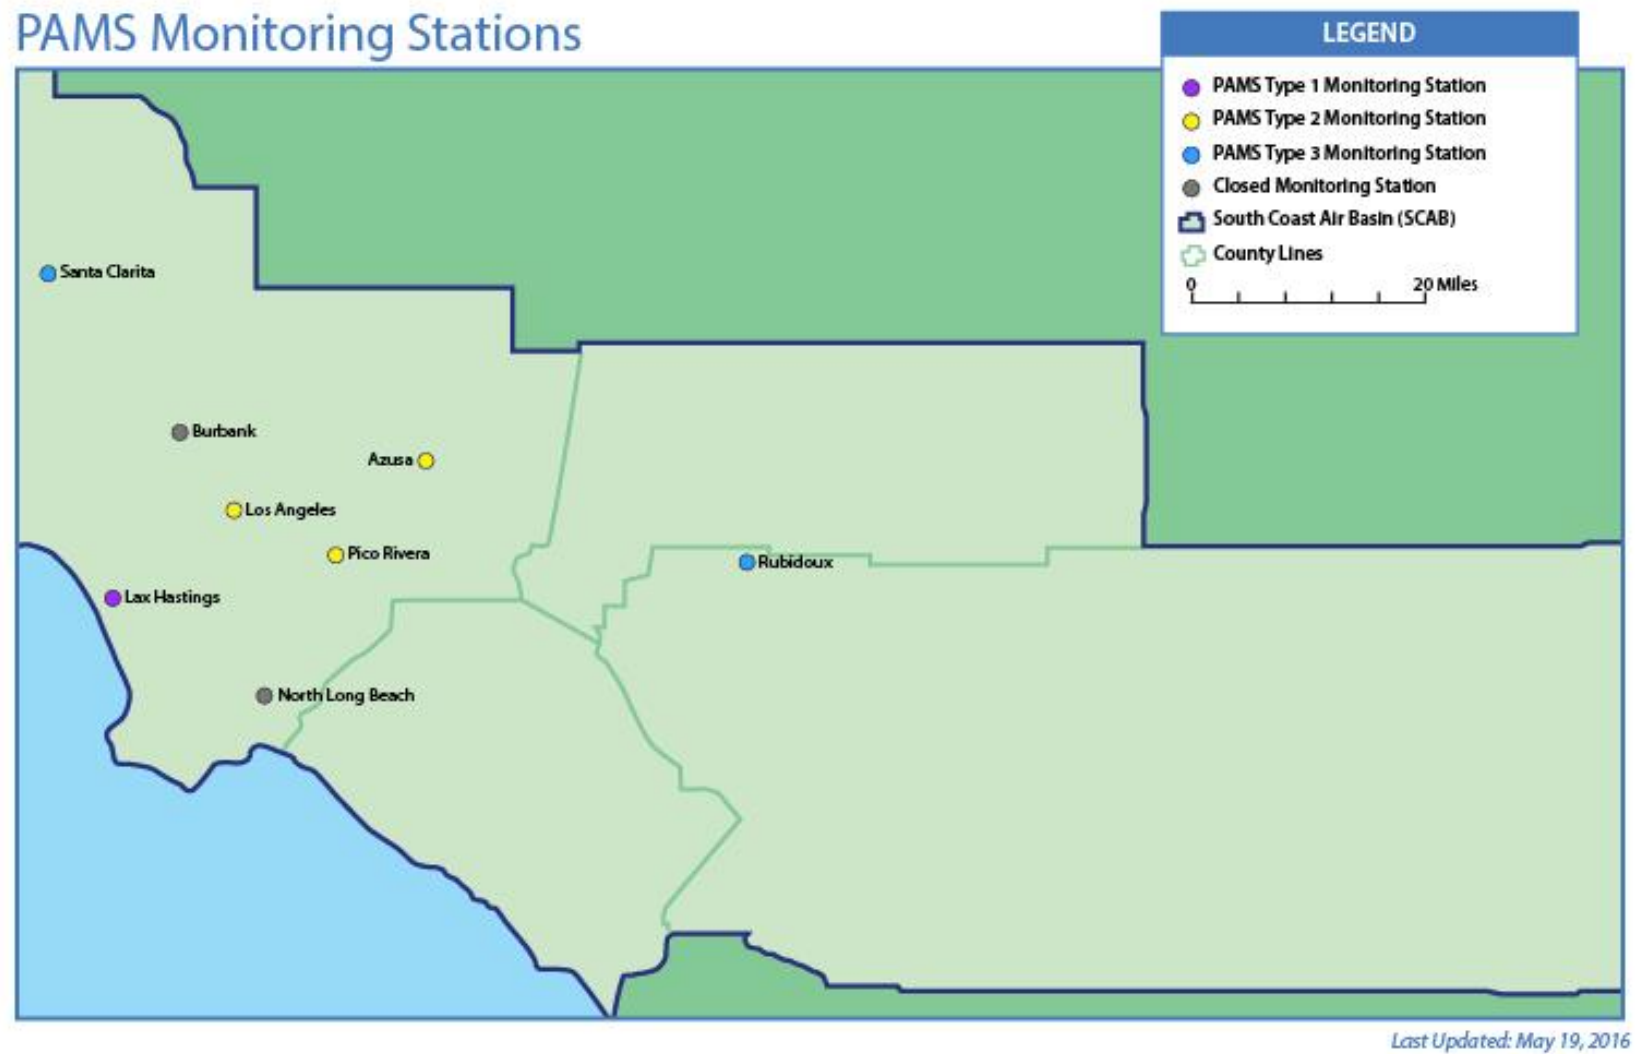 PAMS Monitoring Stations
LEGEND
PAMS Type 1 Monitoring Station
PAMS Type 2 Monitoring Station
PAMS Type 3 Monitoring Station
Closed Monitoring Station
South Coast Air Basin (SCAB)
County Lines
0 20 Miles
Santa Clarita
Burbank
Azusa
Los Angeles
Pico Rivera
Rubidoux
Lax Hastings
North Long Beach
Last Updated: May 19, 2016